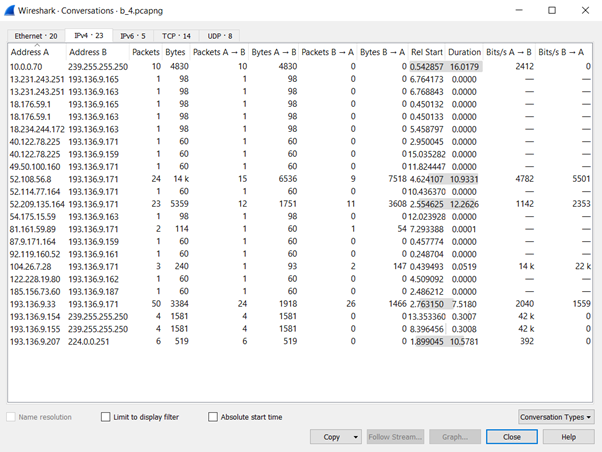 Wireshark · Conversations · b_4.pcapng
Ethernet · 20 IPv4 · 23 IPv6 · 5 TCP · 14 UDP · 8
Address A Address B Packets Bytes Packets A → B Bytes A → B Packets B → A Bytes B → A Rel Start Duration Bits/s A → B Bits/s B → A
10.0.0.70 239.255.255.250 10 4830 10 4830 0 0 0.542857 16.0179 2412 0
13.231.243.251 193.136.9.165 1 98 1 98 0 0 6.764173 0.0000 — —
13.231.243.251 193.136.9.163 1 98 1 98 0 0 6.768843 0.0000 — —
18.176.59.1 193.136.9.165 1 98 1 98 0 0 0.450132 0.0000 — —
18.176.59.1 193.136.9.163 1 98 1 98 0 0 0.450133 0.0000 — —
18.234.244.172 193.136.9.163 1 98 1 98 0 0 5.458797 0.0000 — —
40.122.78.225 193.136.9.171 1 60 1 60 0 0 2.950045 0.0000 — —
40.122.78.225 193.136.9.159 1 60 1 60 0 0 15.035282 0.0000 — —
49.50.100.160 193.136.9.171 1 60 1 60 0 0 11.824447 0.0000 — —
52.108.56.8 193.136.9.171 24 14 k 15 6536 9 7518 4.624107 10.9331 4782 5501
52.114.77.164 193.136.9.171 1 60 1 60 0 0 10.436370 0.0000 — —
52.209.135.164 193.136.9.171 23 5359 12 1751 11 3608 2.554625 12.2626 1142 2353
54.175.15.59 193.136.9.163 1 98 1 98 0 0 12.023928 0.0000 — —
81.161.59.89 193.136.9.171 2 114 1 60 1 54 7.293388 0.0001 — —
87.9.171.164 193.136.9.159 1 60 1 60 0 0 0.457774 0.0000 — —
92.119.160.52 193.136.9.161 1 60 1 60 0 0 0.248704 0.0000 — —
104.26.7.28 193.136.9.171 3 240 1 93 2 147 0.439493 0.0519 14 k 22 k
122.228.19.80 193.136.9.162 1 60 1 60 0 0 4.509092 0.0000 — —
185.156.73.60 193.136.9.187 1 60 1 60 0 0 2.486212 0.0000 — —
193.136.9.33 193.136.9.171 50 3384 24 1918 26 1466 2.763150 7.5180 2040 1559
193.136.9.154 239.255.255.250 4 1581 4 1581 0 0 13.353360 0.3007 42 k 0
193.136.9.155 239.255.255.250 4 1581 4 1581 0 0 8.396456 0.3008 42 k 0
193.136.9.207 224.0.0.251 6 519 6 519 0 0 1.899045 10.5781 392 0
Name resolution Limit to display filter Absolute start time Conversation Types
Copy Follow Stream... Graph... Close Help